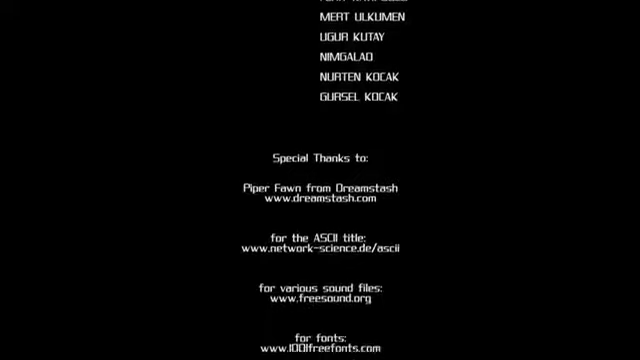 MERT ULKUMEN
UGUR KUTAY
NIMGALAD
NURTEN KOCAK
GURSEL KOCAK
Special Thanks to:
Piper Fawn from Dreamstash
www.dreamstash.com
for the ASCII title:
www.network-science.de/ascii
for various sound files:
www.freesound.org
for fonts:
www.1001freefonts.com